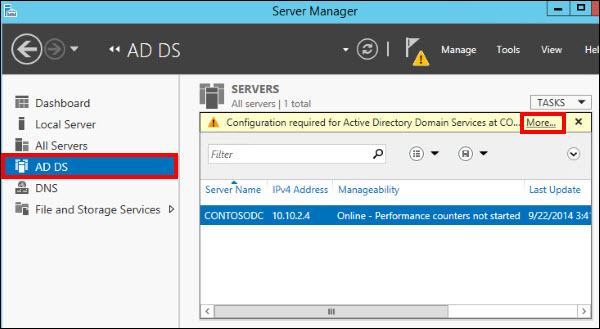 Server Manager
AD DS
Manage Tools View Help
Dashboard
Local Server
All Servers
AD DS
DNS
File and Storage Services
SERVERS
All servers | 1 total
TASKS
Configuration required for Active Directory Domain Services at CO... More...
Filter
Server Name IPv4 Address Manageability Last Update
CONTOSODC 10.10.2.4 Online - Performance counters not started 9/22/2014 3:41